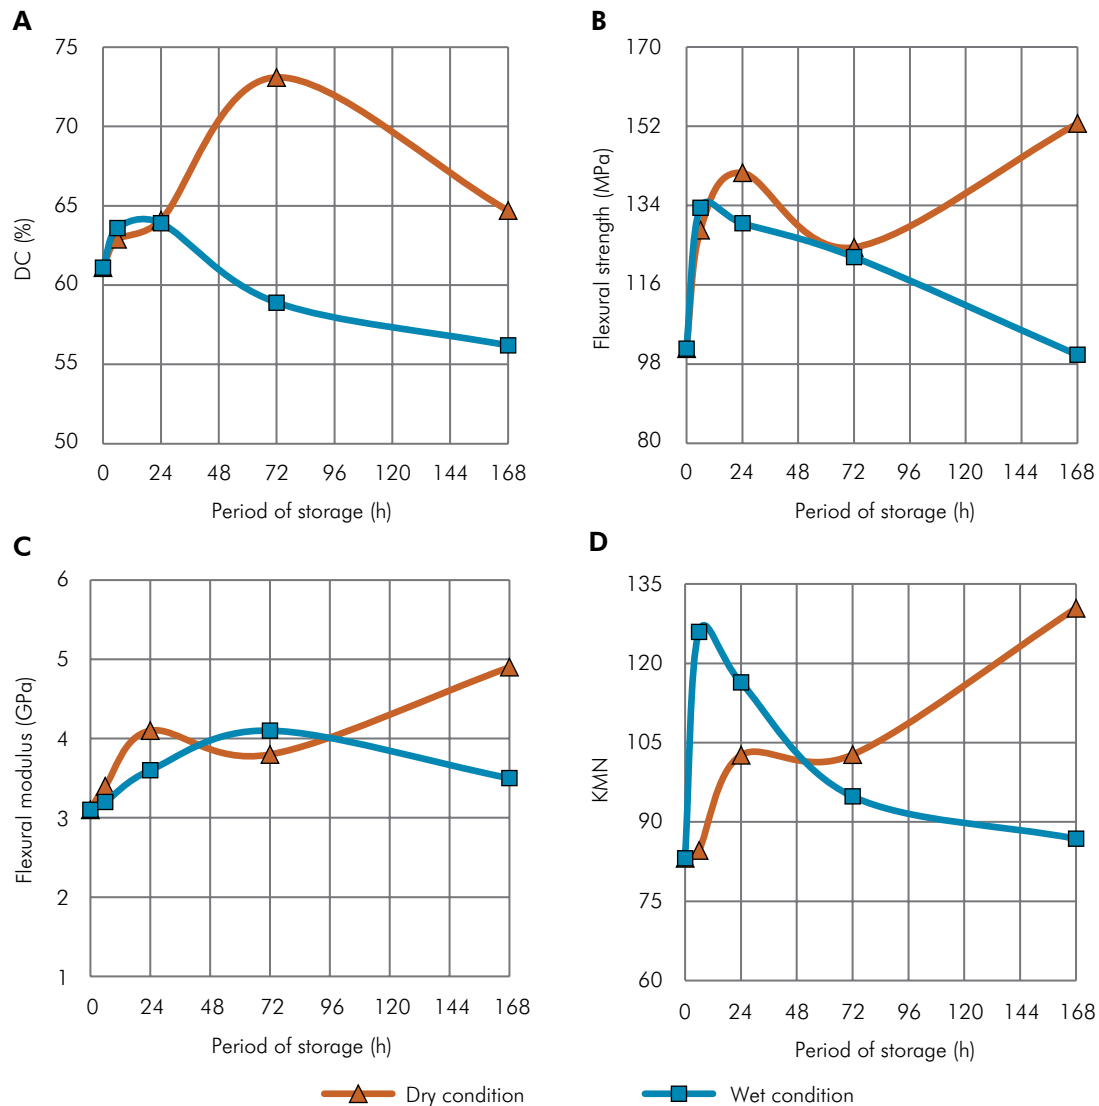 A
75
70
65
60
55
50
DC (%)
0 24 48 72 96 120 144 168
Period of storage (h)
B
170
152
134
116
98
80
Flexural strength (MPa)
0 24 48 72 96 120 144 168
Period of storage (h)
C
6
5
4
3
2
1
Flexural modulus (GPa)
0 24 48 72 96 120 144 168
Period of storage (h)
D
135
120
105
90
75
60
KMN
0 24 48 72 96 120 144 168
Period of storage (h)
Dry condition
Wet condition